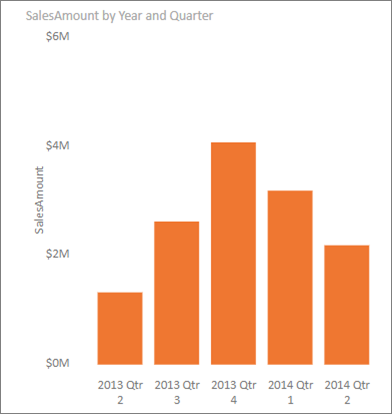 SalesAmount by Year and Quarter
$6M
$4M
$2M
$0M
SalesAmount
2013 Qtr 2
2013 Qtr 3
2013 Qtr 4
2014 Qtr 1
2014 Qtr 2